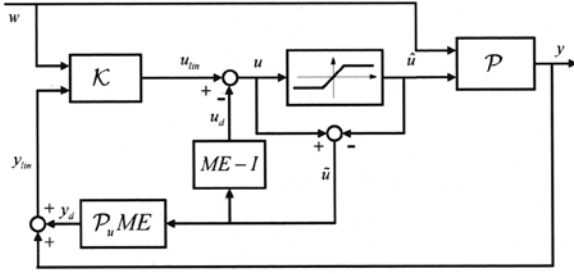 w
y
𝒦
u_lin
u
û
𝒫
+
-
u_d
+
-
ũ
y_lin
ME − I
+
y_d
𝒫_u ME
+